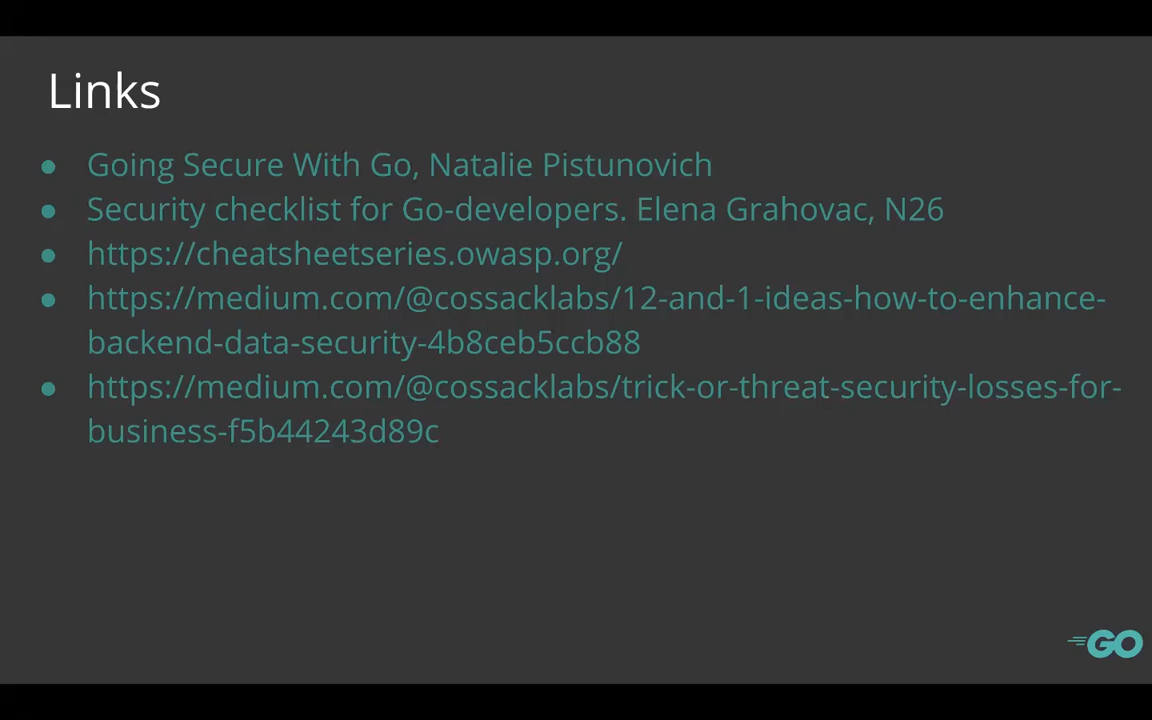 Links
Going Secure With Go, Natalie Pistunovich
Security checklist for Go-developers. Elena Grahovac, N26
https://cheatsheetseries.owasp.org/
https://medium.com/@cossacklabs/12-and-1-ideas-how-to-enhance-
backend-data-security-4b8ceb5ccb88
https://medium.com/@cossacklabs/trick-or-threat-security-losses-for-
business-f5b44243d89c
GO